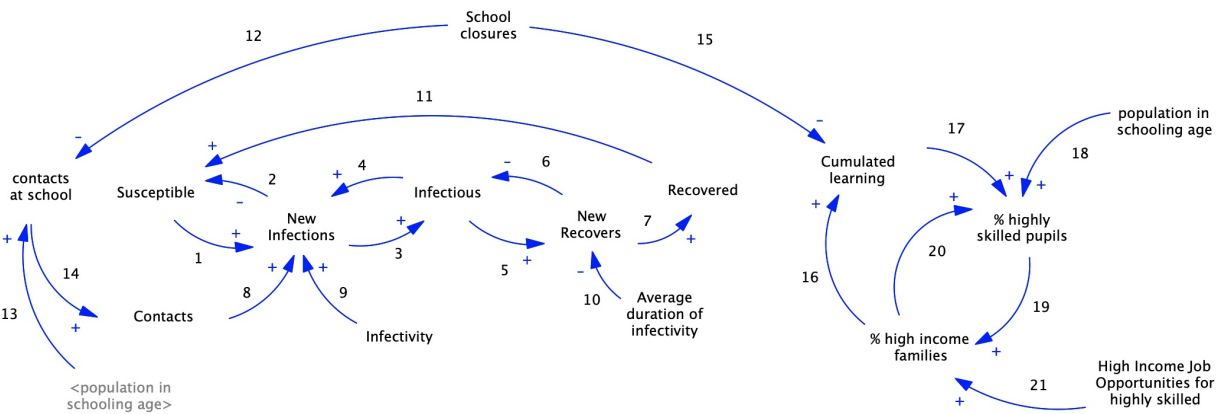 School
closures
12
15
11
population in
schooling age
17
18
contacts
at school
Susceptible
2
4
Infectious
6
Recovered
Cumulated
learning
New
Infections
New
Recovers
7
% highly
skilled pupils
1
3
5
20
14
8
9
10
16
19
13
Contacts
Infectivity
Average
duration of
infectivity
% high income
families
<population in
schooling age>
21
High Income Job
Opportunities for
highly skilled
−
−
+
−
+
−
+
+
+
+
+
+
+
−
+
+
+
+
+
+
+